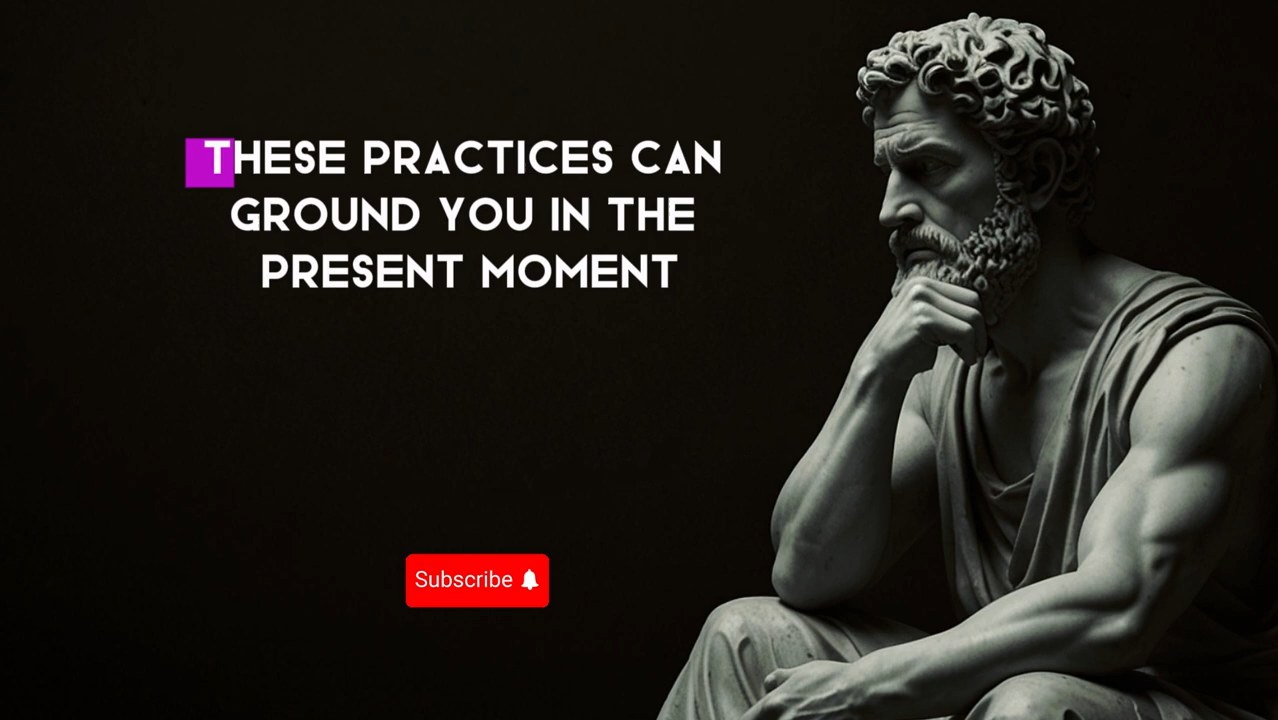 THESE PRACTICES CAN
GROUND YOU IN THE
PRESENT MOMENT
Subscribe